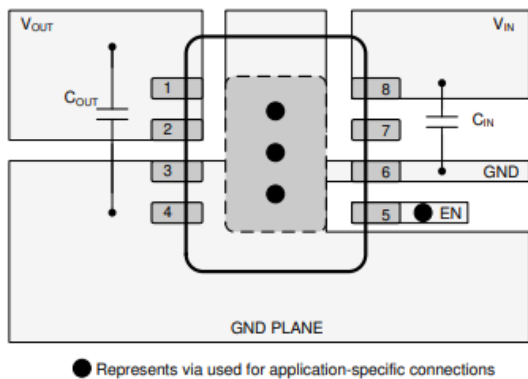 VOUT
VIN
COUT
1
8
CIN
2
7
3
6
GND
4
5
EN
GND PLANE
Represents via used for application-specific connections